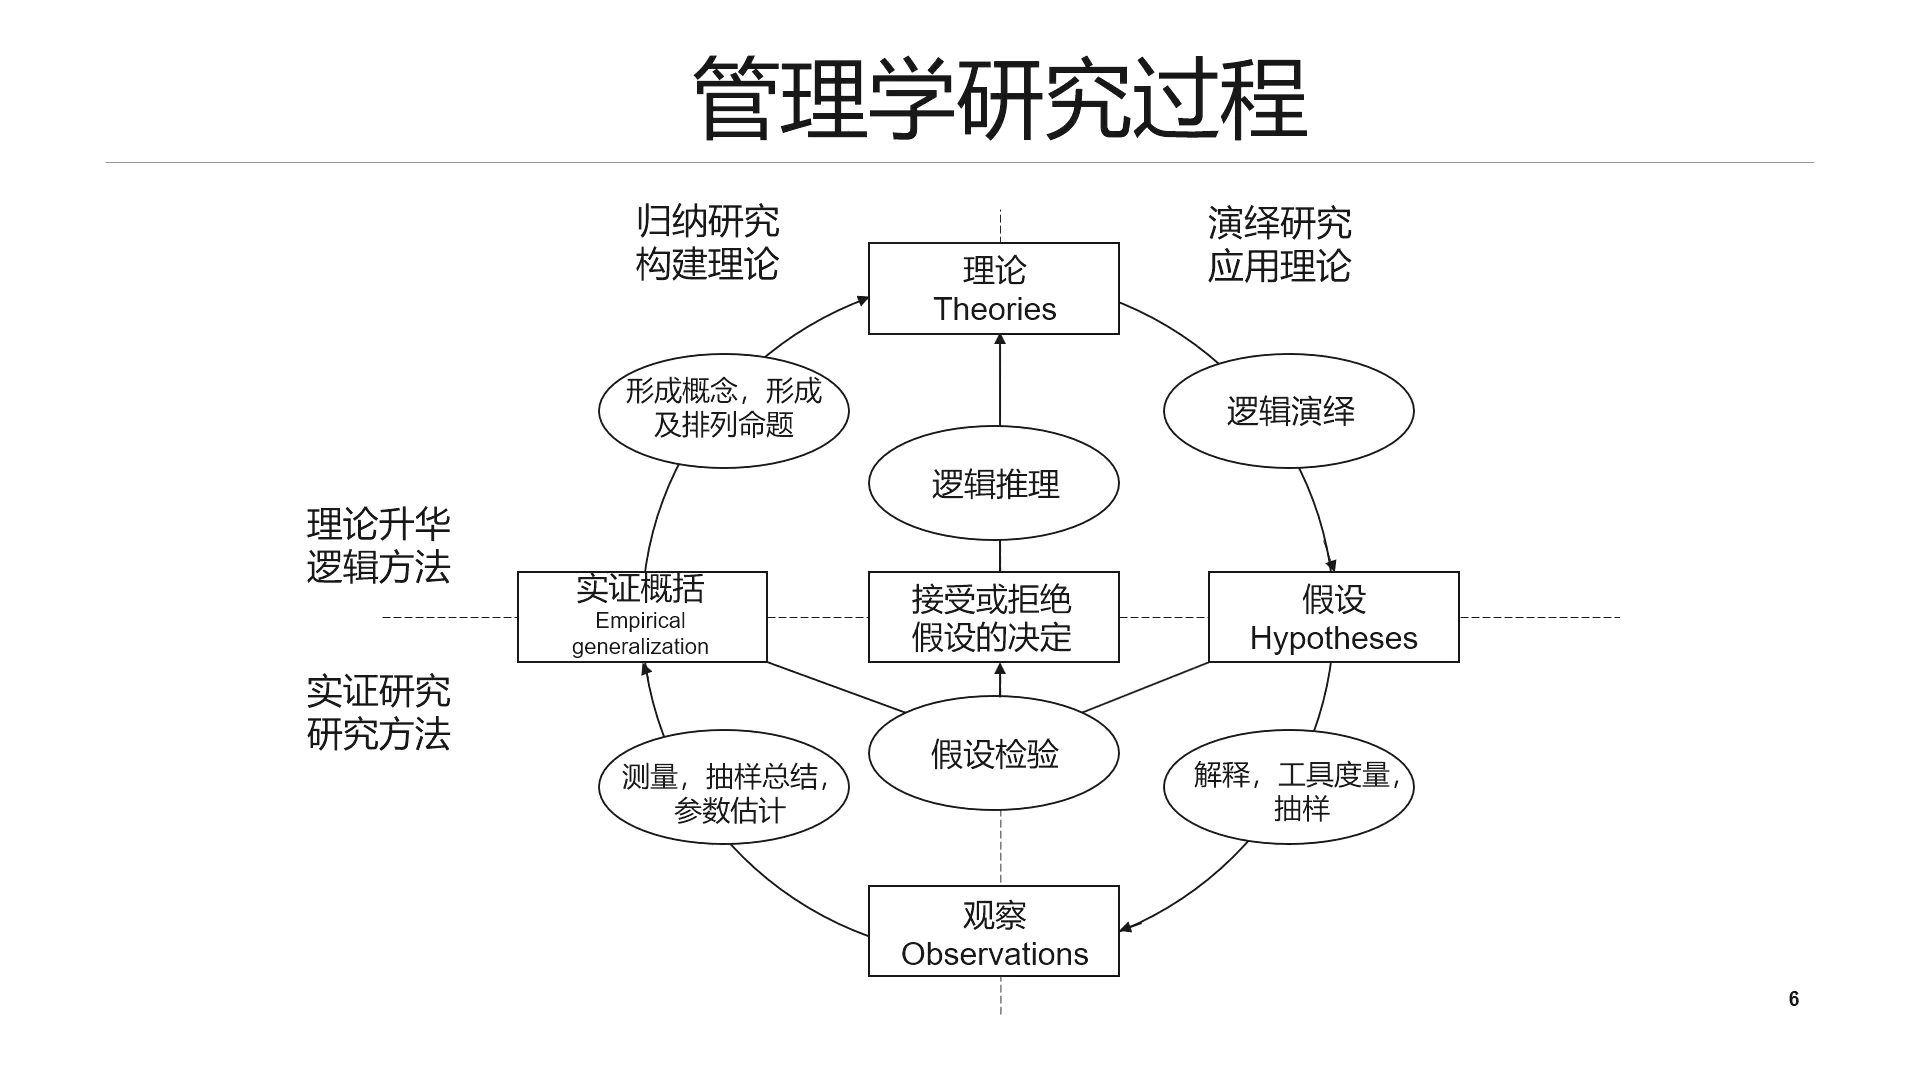 管理学研究过程
归纳研究
构建理论
演绎研究
应用理论
理论
Theories
形成概念，形成
及排列命题
逻辑演绎
逻辑推理
理论升华
逻辑方法
实证概括
Empirical
generalization
接受或拒绝
假设的决定
假设
Hypotheses
实证研究
研究方法
假设检验
测量，抽样总结，
参数估计
解释，工具度量，
抽样
观察
Observations
6